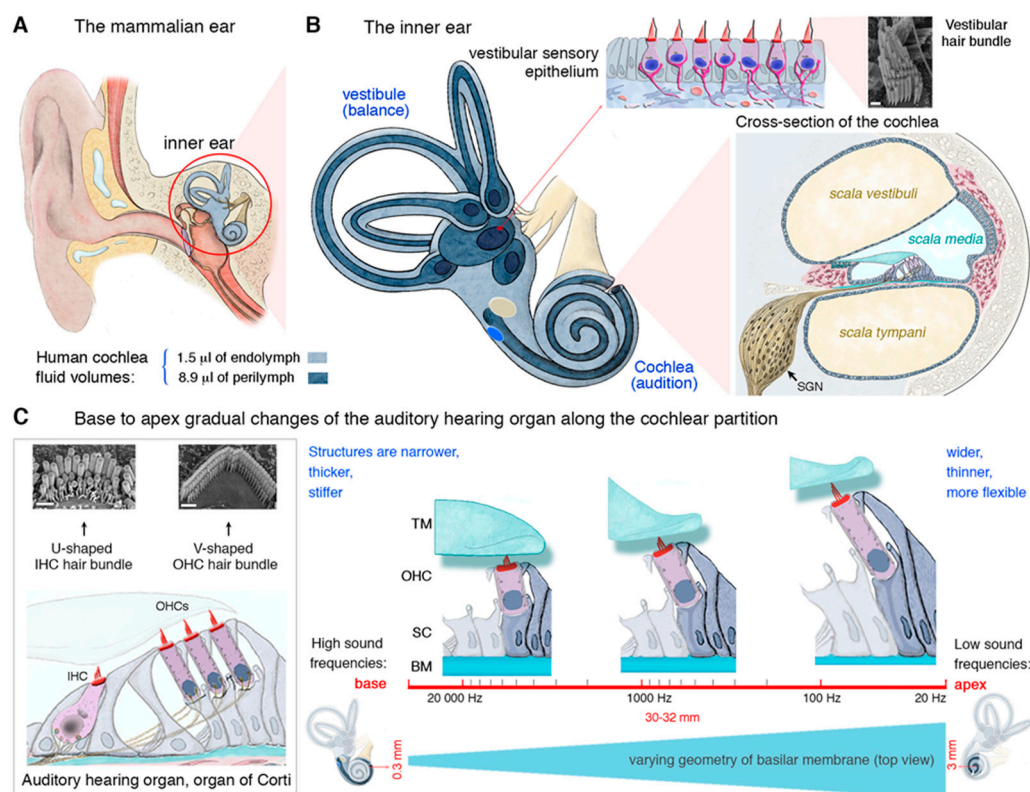 A
The mammalian ear
inner ear
Human cochlea
fluid volumes:
1.5 µl of endolymph
8.9 µl of perilymph
B
The inner ear
vestibular sensory
epithelium
Vestibular
hair bundle
vestibule
(balance)
Cochlea
(audition)
Cross-section of the cochlea
scala vestibuli
scala media
scala tympani
SGN
C
Base to apex gradual changes of the auditory hearing organ along the cochlear partition
U-shaped
IHC hair bundle
V-shaped
OHC hair bundle
OHCs
IHC
Auditory hearing organ, organ of Corti
Structures are narrower,
thicker,
stiffer
wider,
thinner,
more flexible
TM
OHC
SC
BM
High sound
frequencies:
base
Low sound
frequencies:
apex
20 000 Hz
1000 Hz
100 Hz
20 Hz
30-32 mm
0.3 mm
varying geometry of basilar membrane (top view)
3 mm